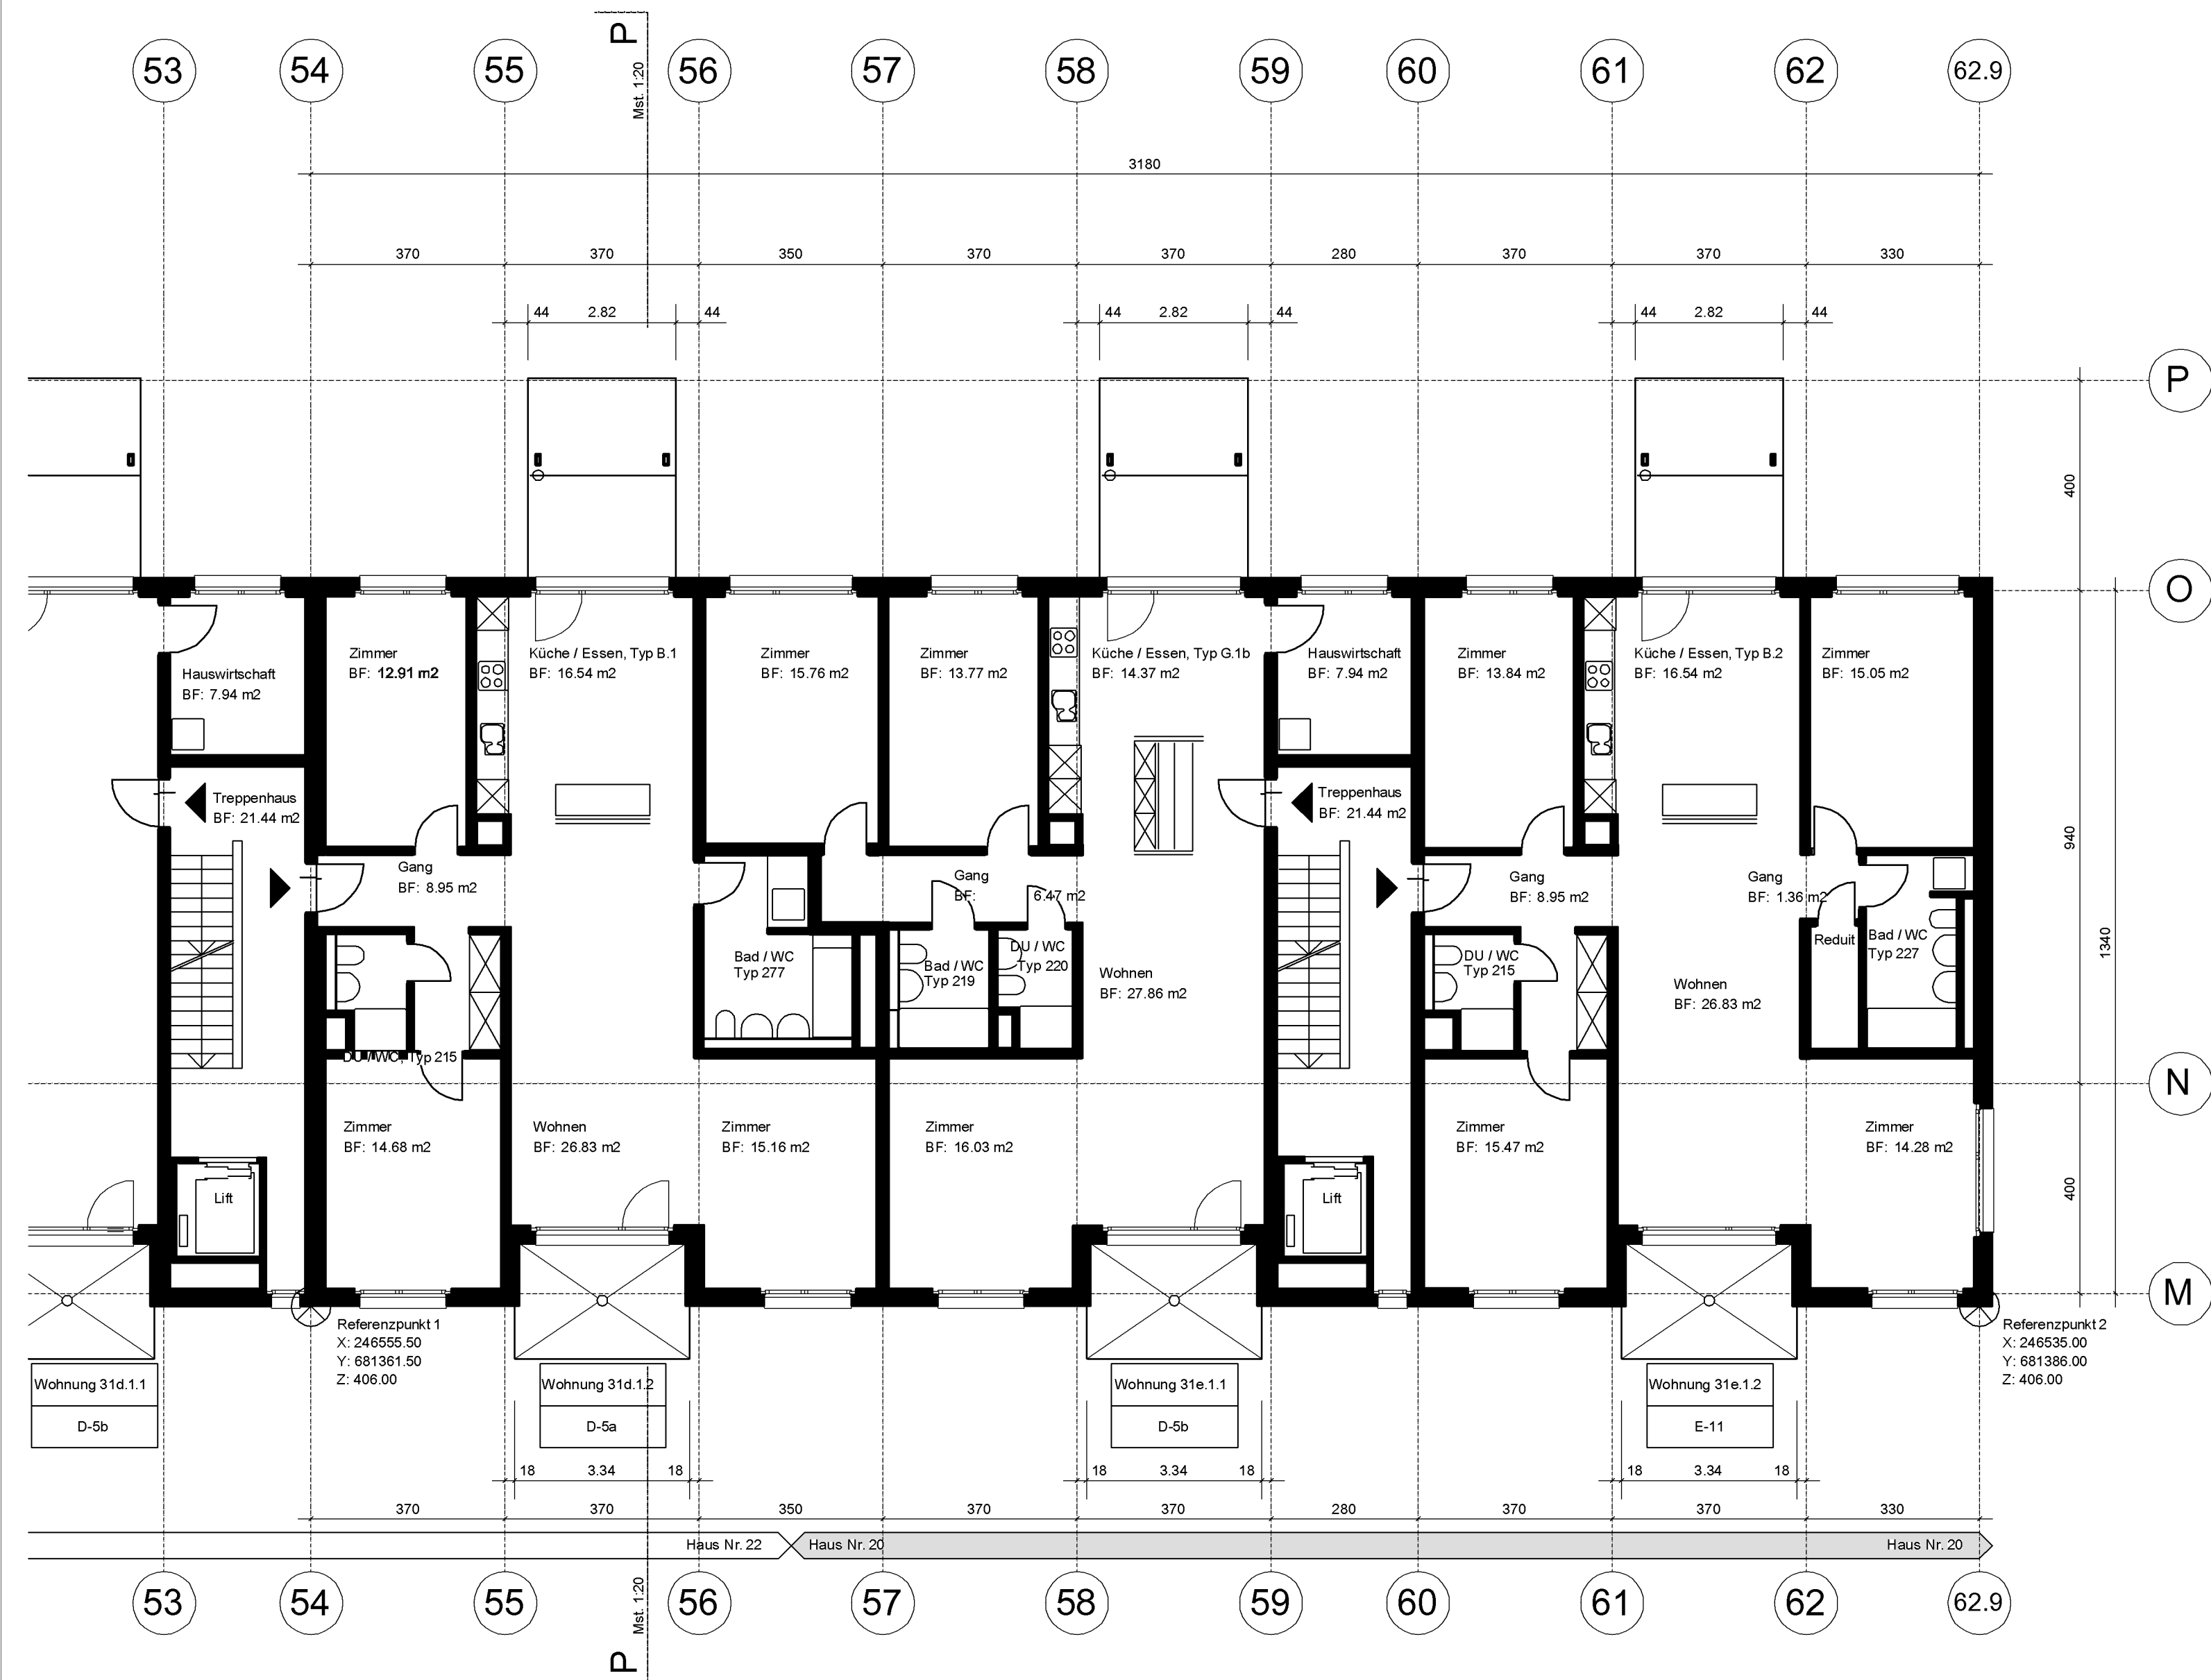 P
Mst. 1:20
53 54 55 56 57 58 59 60 61 62 62.9
3180
370 370 350 370 370 280 370 370 330
44 2.82 44 44 2.82 44 44 2.82 44
P
400
O
940
1340
N
400
M
Hauswirtschaft
BF: 7.94 m2
Zimmer
BF: 12.91 m2
Küche / Essen, Typ B.1
BF: 16.54 m2
Zimmer
BF: 15.76 m2
Zimmer
BF: 13.77 m2
Küche / Essen, Typ G.1b
BF: 14.37 m2
Hauswirtschaft
BF: 7.94 m2
Zimmer
BF: 13.84 m2
Küche / Essen, Typ B.2
BF: 16.54 m2
Zimmer
BF: 15.05 m2
Treppenhaus
BF: 21.44 m2
Gang
BF: 8.95 m2
Gang
BF: 6.47 m2
Treppenhaus
BF: 21.44 m2
Gang
BF: 8.95 m2
Gang
BF: 1.36 m2
DU / WC, Typ 215
Bad / WC
Typ 277
Bad / WC
Typ 219
DU / WC
Typ 220
Wohnen
BF: 27.86 m2
DU / WC
Typ 215
Wohnen
BF: 26.83 m2
Reduit
Bad / WC
Typ 227
Lift
Zimmer
BF: 14.68 m2
Wohnen
BF: 26.83 m2
Zimmer
BF: 15.16 m2
Zimmer
BF: 16.03 m2
Lift
Zimmer
BF: 15.47 m2
Zimmer
BF: 14.28 m2
Referenzpunkt 1
X: 246555.50
Y: 681361.50
Z: 406.00
Referenzpunkt 2
X: 246535.00
Y: 681386.00
Z: 406.00
Wohnung 31d.1.1
D-5b
Wohnung 31d.1.2
D-5a
Wohnung 31e.1.1
D-5b
Wohnung 31e.1.2
E-11
18 3.34 18 18 3.34 18 18 3.34 18
370 370 350 370 370 280 370 370 330
Haus Nr. 22 Haus Nr. 20 Haus Nr. 20
53 54 55 56 57 58 59 60 61 62 62.9
Mst. 1:20
P